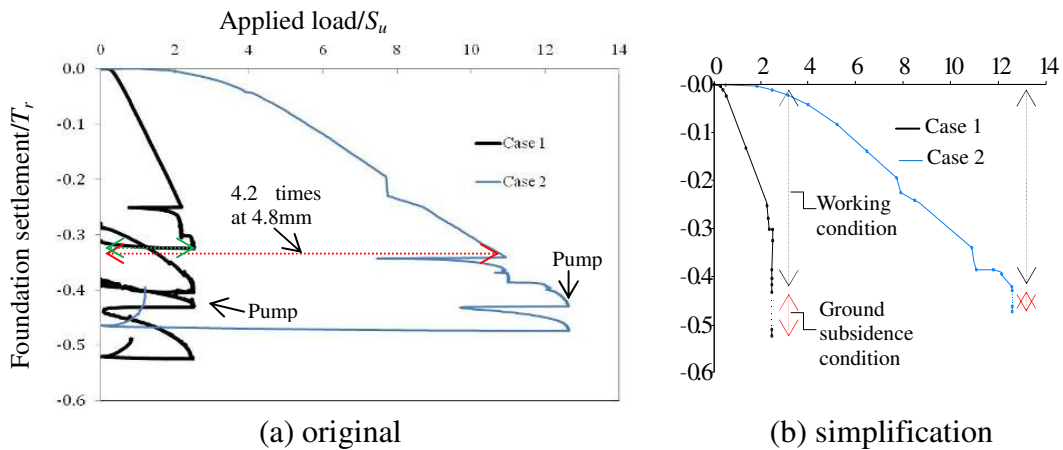 Applied load/Su
0 2 4 6 8 10 12 14
0.0
-0.1
-0.2
-0.3
-0.4
-0.5
-0.6
Foundation settlement/Tr
Case 1
Case 2
4.2 times
at 4.8mm
Pump
Pump
(a) original
0 2 4 6 8 10 12 14
-0.0
-0.1
-0.2
-0.3
-0.4
-0.5
-0.6
Case 1
Case 2
Working
condition
Ground
subsidence
condition
(b) simplification